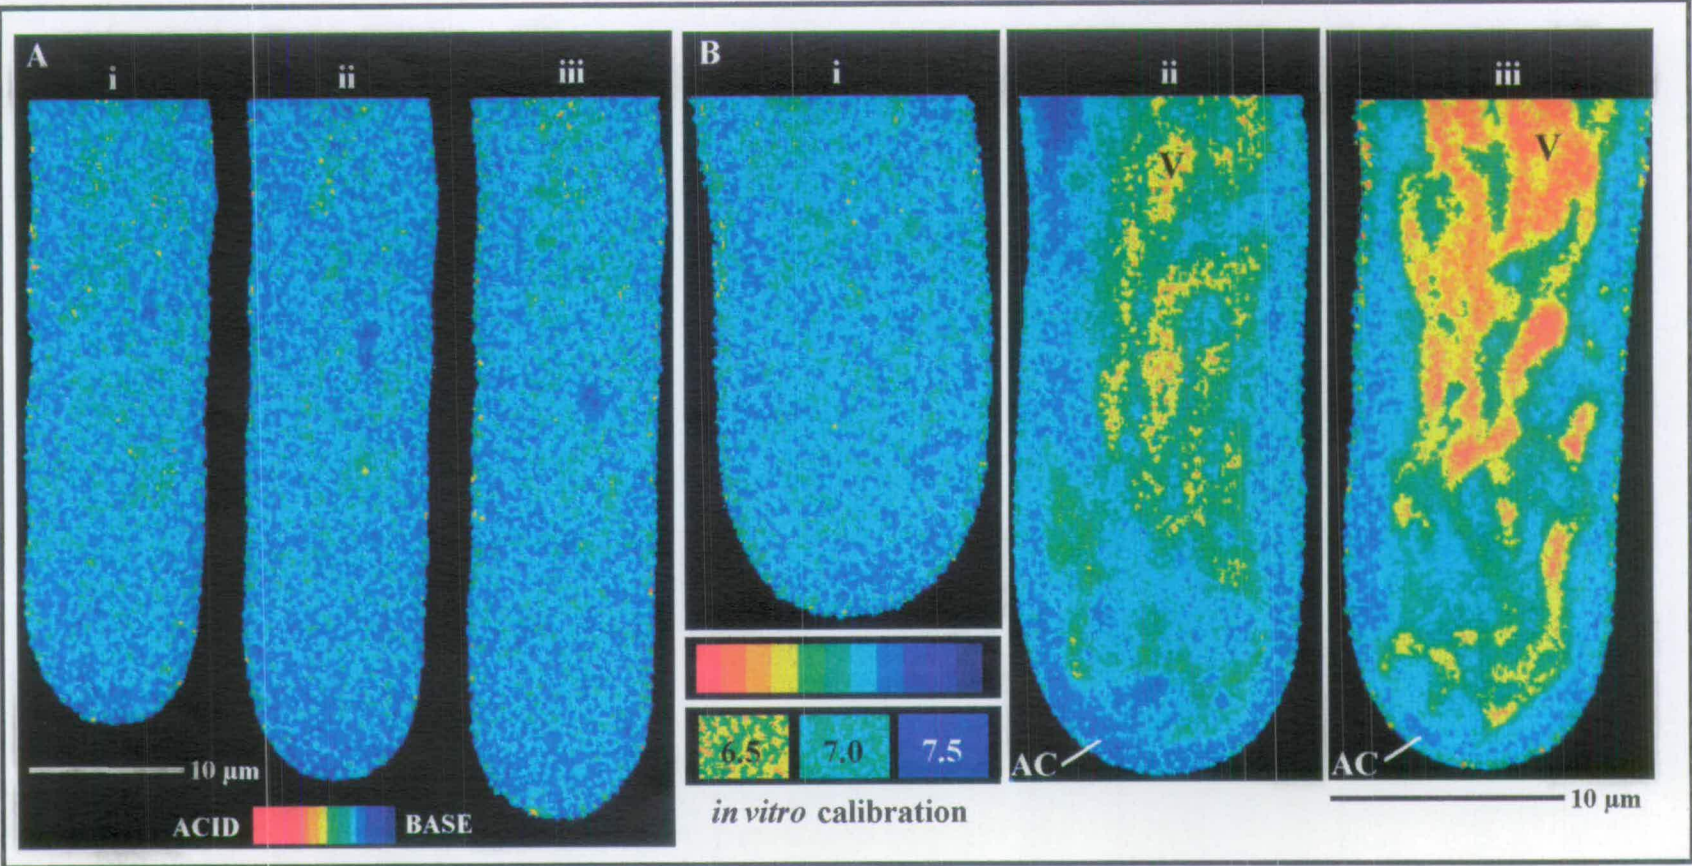 A
i
ii
iii
10 µm
ACID
BASE
B
i
ii
iii
V
V
6.5
7.0
7.5
AC
AC
in vitro calibration
10 µm